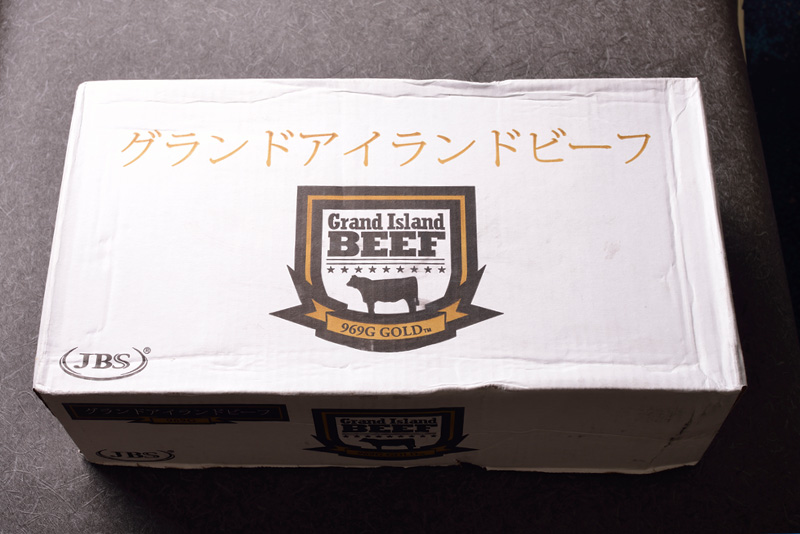 グランドアイランドビーフ
Grand Island
BEEF
969G GOLD™
JBS®
グランドアイランドビーフ
Grand Island
BEEF
JBS